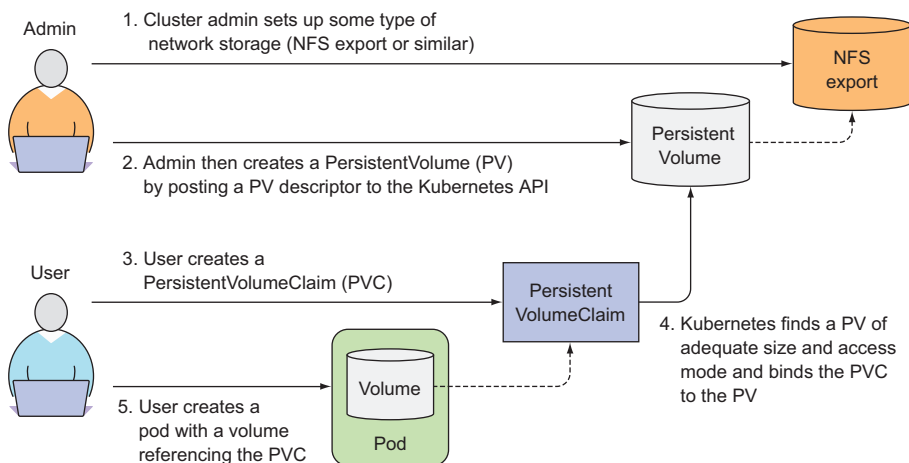 Admin
1. Cluster admin sets up some type of
network storage (NFS export or similar)
NFS
export
Persistent
Volume
2. Admin then creates a PersistentVolume (PV)
by posting a PV descriptor to the Kubernetes API
User
3. User creates a
PersistentVolumeClaim (PVC)
Persistent
VolumeClaim
4. Kubernetes finds a PV of
adequate size and access
mode and binds the PVC
to the PV
Volume
Pod
5. User creates a
pod with a volume
referencing the PVC